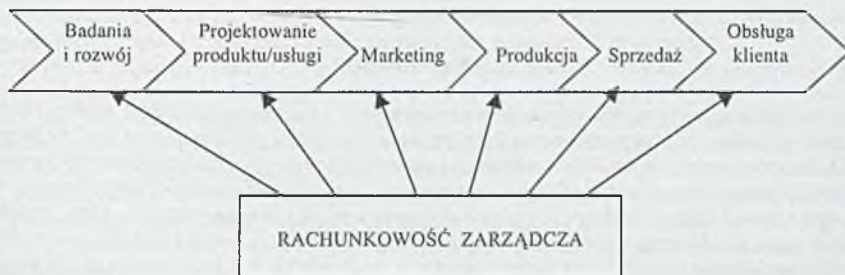 Badania
i rozwój
Projektowanie
produktu/usługi
Marketing
Produkcja
Sprzedaż
Obsługa
klienta
RACHUNKOWOŚĆ ZARZĄDCZA